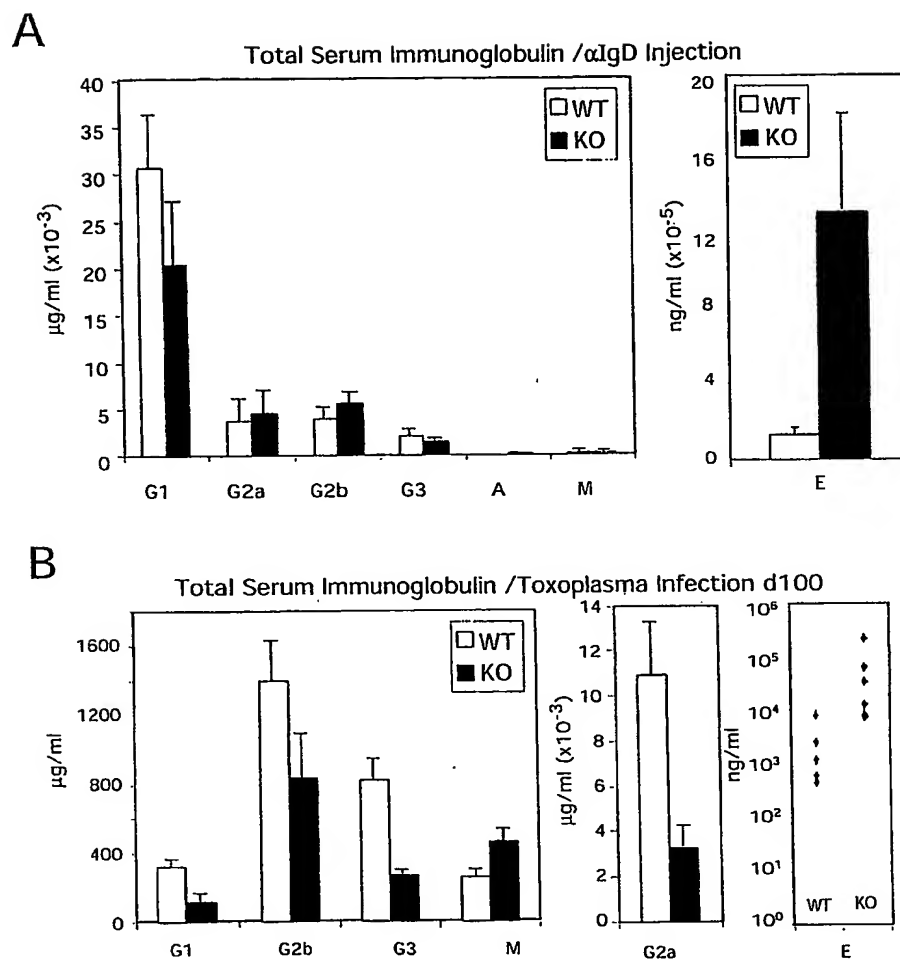 A
Total Serum Immunoglobulin /αIgD Injection
40
35
30
25
20
15
10
5
0
µg/ml (x10⁻³)
WT
KO
G1 G2a G2b G3 A M
20
16
12
8
4
0
ng/ml (x10⁻⁵)
WT
KO
E
B
Total Serum Immunoglobulin /Toxoplasma Infection d100
1600
1200
800
400
0
µg/ml
WT
KO
G1 G2b G3 M
14
12
10
8
6
4
2
0
µg/ml (x10⁻³)
G2a
10⁶
10⁵
10⁴
10³
10²
10¹
10⁰
ng/ml
WT KO
E